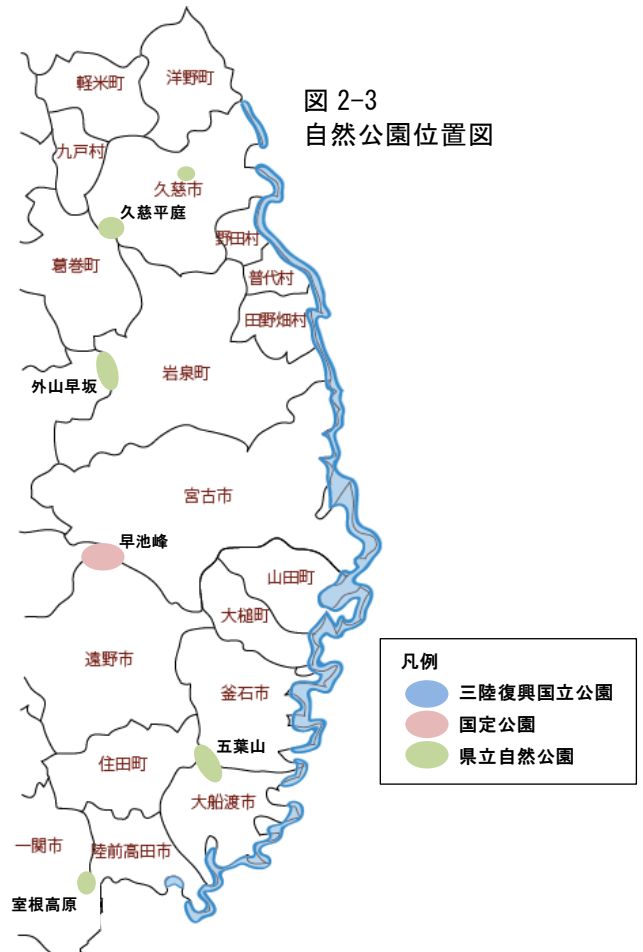 図 2-3
自然公園位置図
軽米町
洋野町
九戸村
久慈市
久慈平庭
野田村
葛巻町
普代村
田野畑村
岩泉町
外山早坂
宮古市
早池峰
山田町
大槌町
遠野市
釜石市
五葉山
住田町
大船渡市
一関市
陸前高田市
室根高原
凡例
三陸復興国立公園
国定公園
県立自然公園